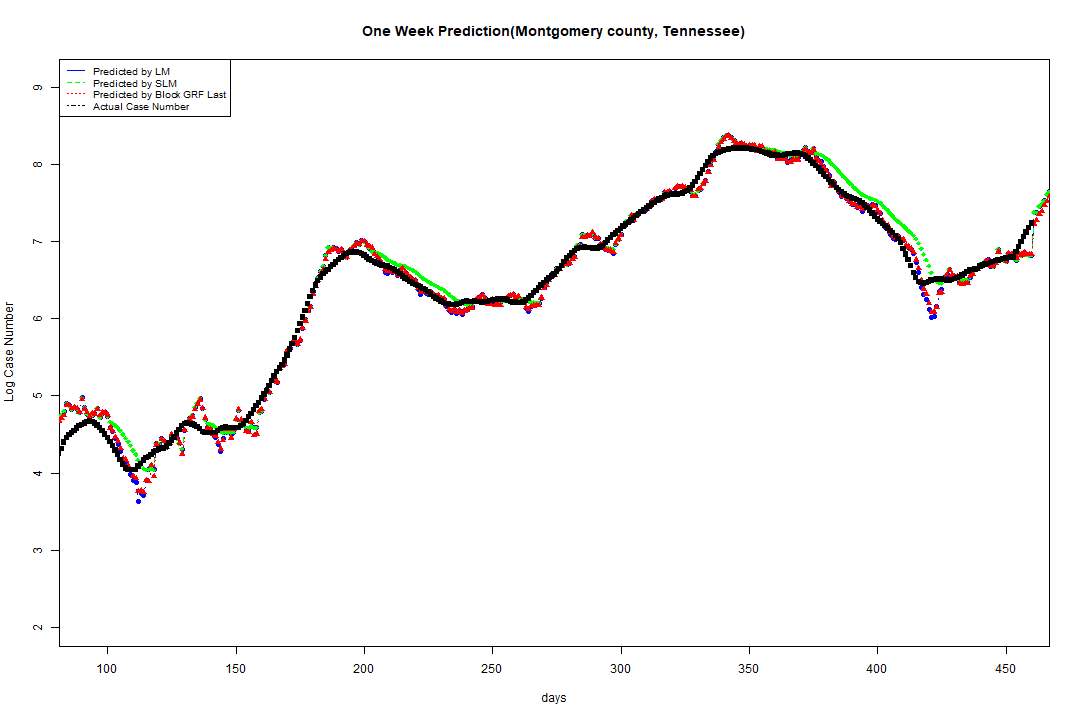 One Week Prediction(Montgomery county, Tennessee)
Predicted by LM
Predicted by SLM
Predicted by Block GRF Last
Actual Case Number
9
8
7
6
5
4
3
2
Log Case Number
100 150 200 250 300 350 400 450
days